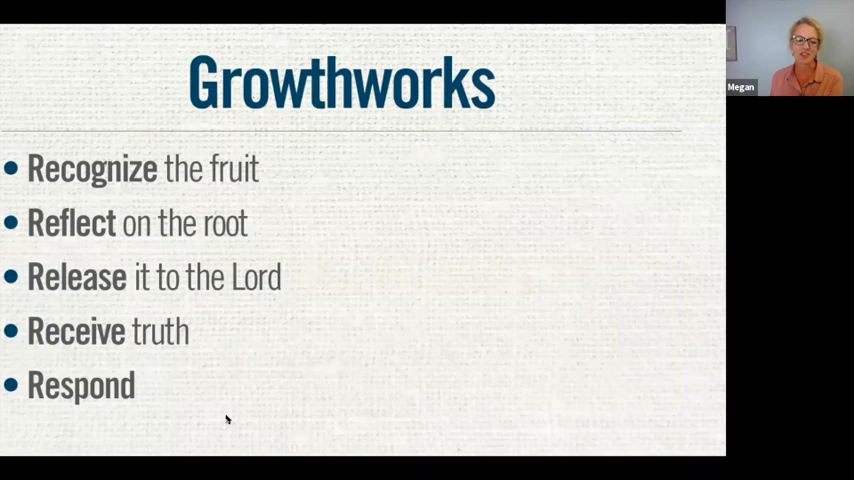 Growthworks
• Recognize the fruit
• Reflect on the root
• Release it to the Lord
• Receive truth
• Respond
Megan